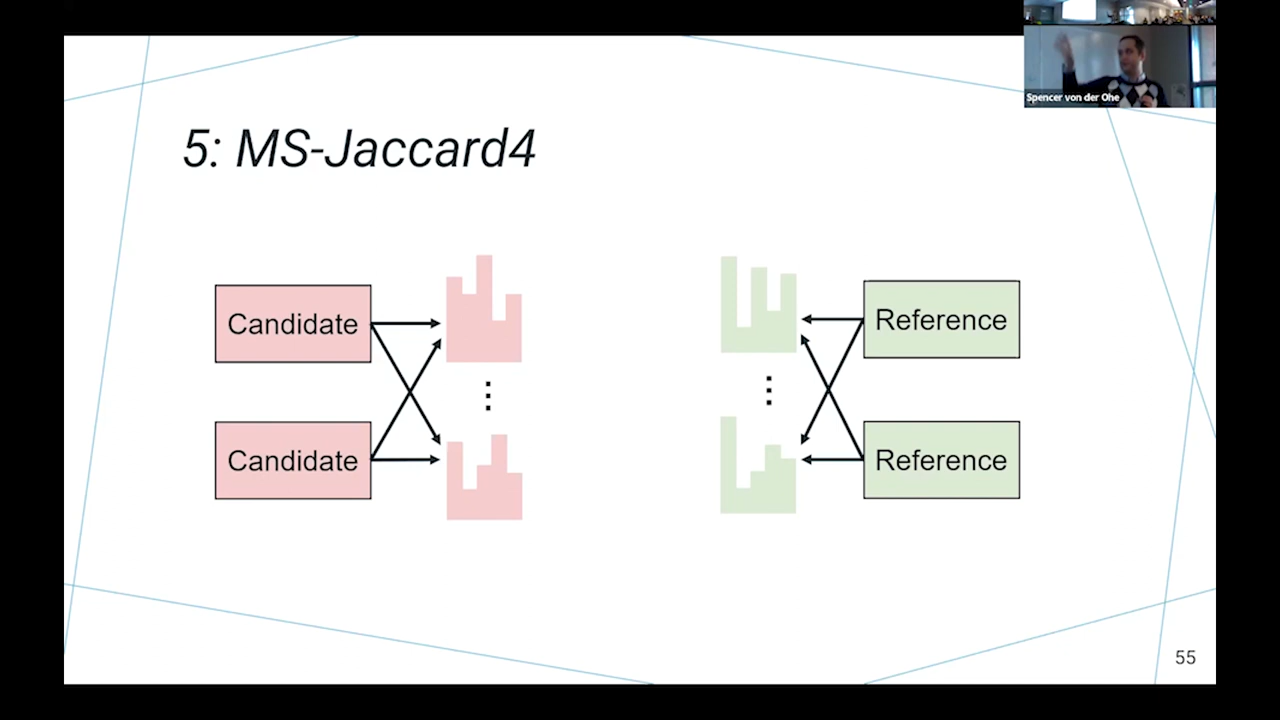 Spencer von der Ohe
5: MS-Jaccard4
Candidate
Reference
Candidate
Reference
55